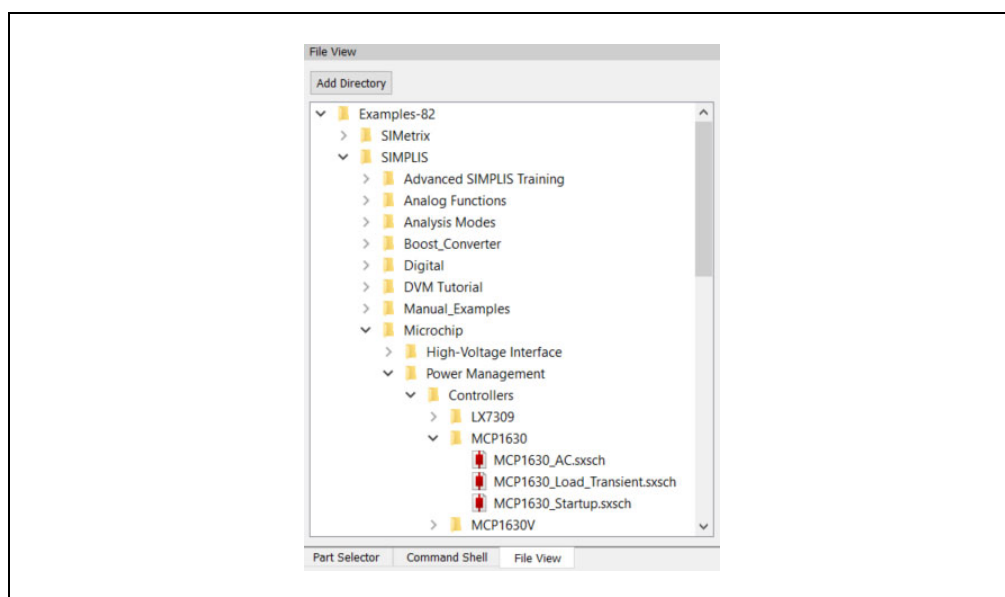 File View
Add Directory
Examples-82
SIMetrix
SIMPLIS
Advanced SIMPLIS Training
Analog Functions
Analysis Modes
Boost_Converter
Digital
DVM Tutorial
Manual_Examples
Microchip
High-Voltage Interface
Power Management
Controllers
LX7309
MCP1630
MCP1630_AC.sxsch
MCP1630_Load_Transient.sxsch
MCP1630_Startup.sxsch
MCP1630V
Part Selector Command Shell File View